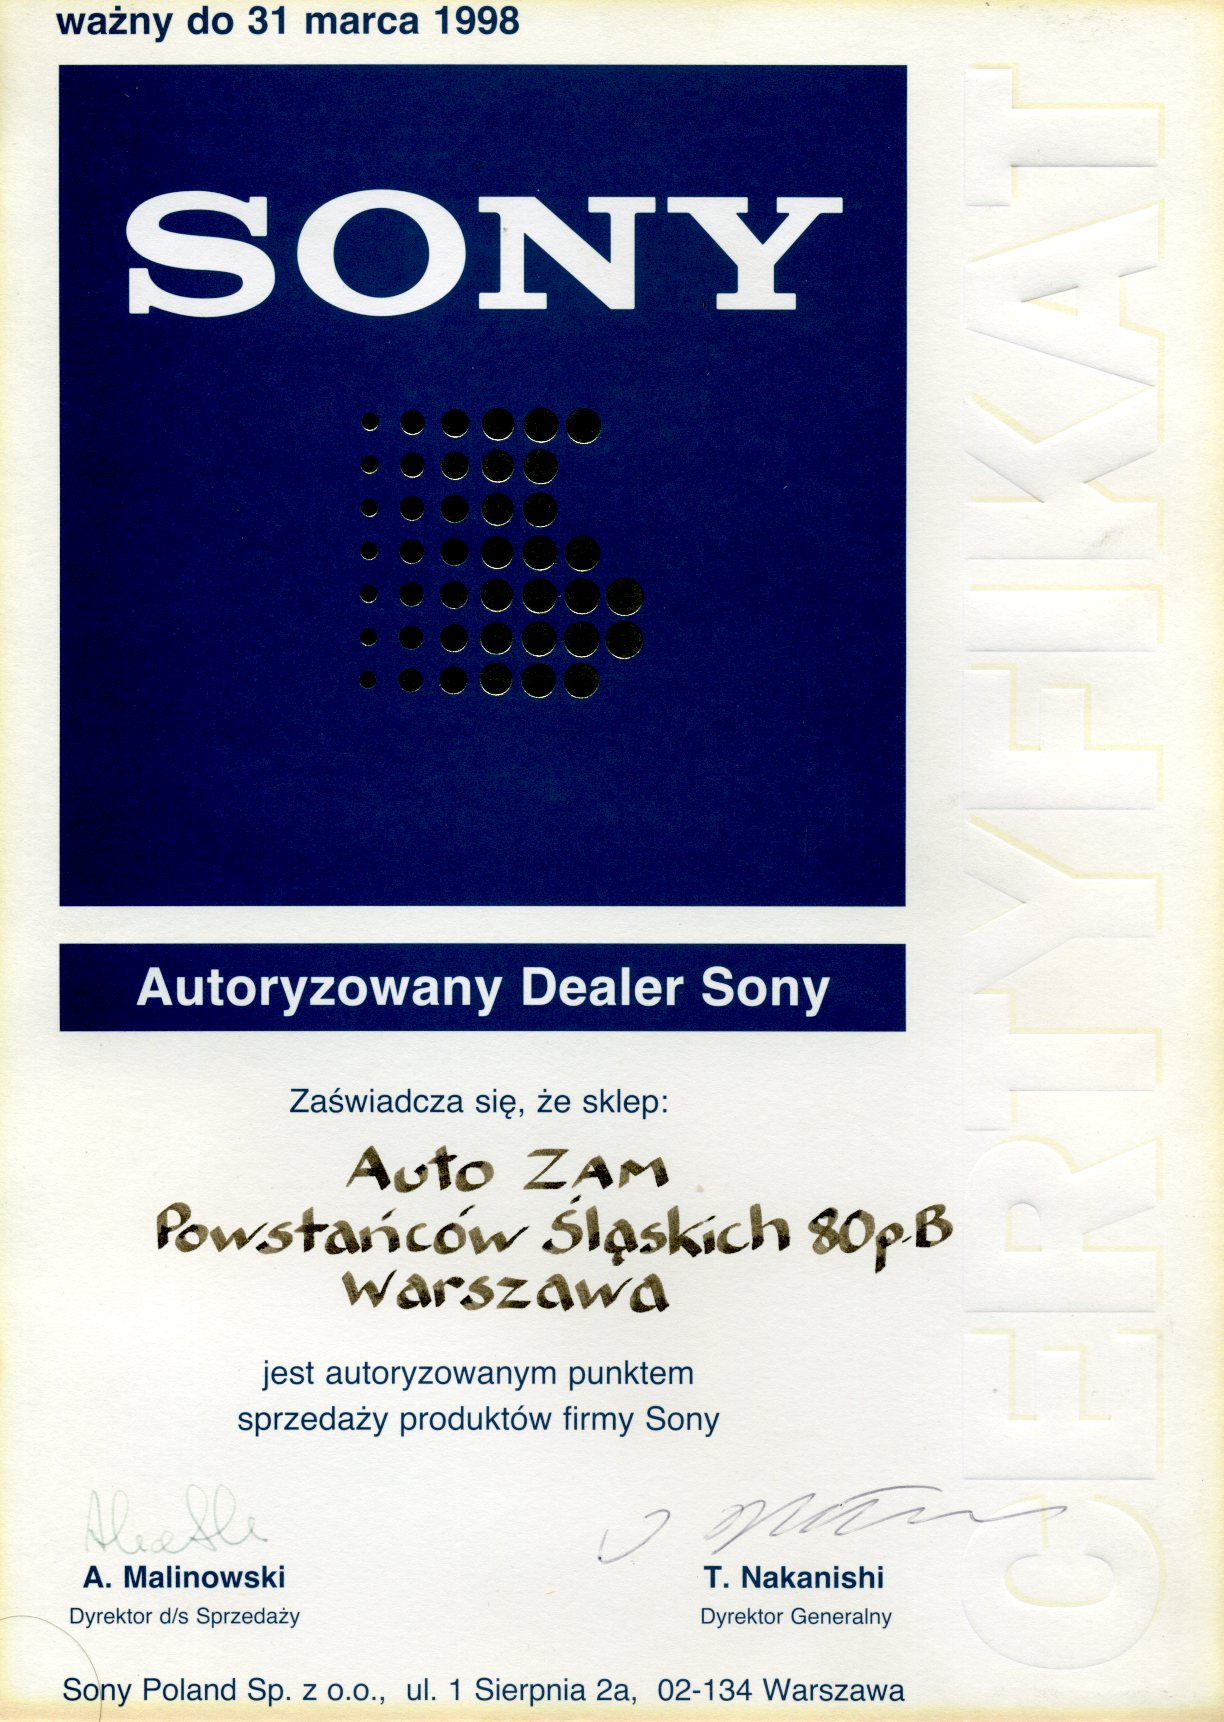 ważny do 31 marca 1998
SONY
Autoryzowany Dealer Sony
Zaświadcza się, że sklep:
Auto ZAM
Powstańców Śląskich 80p.B
Warszawa
jest autoryzowanym punktem
sprzedaży produktów firmy Sony
A. Malinowski
Dyrektor d/s Sprzedaży
T. Nakanishi
Dyrektor Generalny
Sony Poland Sp. z o.o., ul. 1 Sierpnia 2a, 02-134 Warszawa
CERTYFIKAT